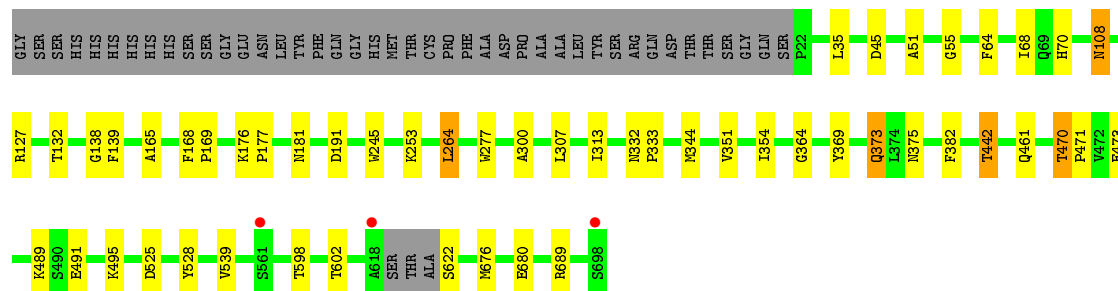 GLY SER SER HIS HIS HIS HIS HIS HIS SER SER GLY GLU ASN LEU TYR PHE GLN GLY HIS MET THR CYS PRO PHE ALA ASP PRO ALA ALA LEU TYR SER ARG GLN ASP THR THR SER GLY GLN SER P22 L35 D45 A51 G55 F64 I68 Q69 H70 N108
R127 T132 G138 F139 A165 F168 P169 K176 P177 N181 D191 W245 K253 L264 W277 A300 L307 I313 N332 P333 M344 V351 I354 G364 Y369 Q373 L374 N375 F382 T442 Q461 T470 P471 V472
K489 S490 E491 K495 D525 Y528 V539 S561 T598 T602 A618 SER THR ALA S622 M676 E680 R689 S698